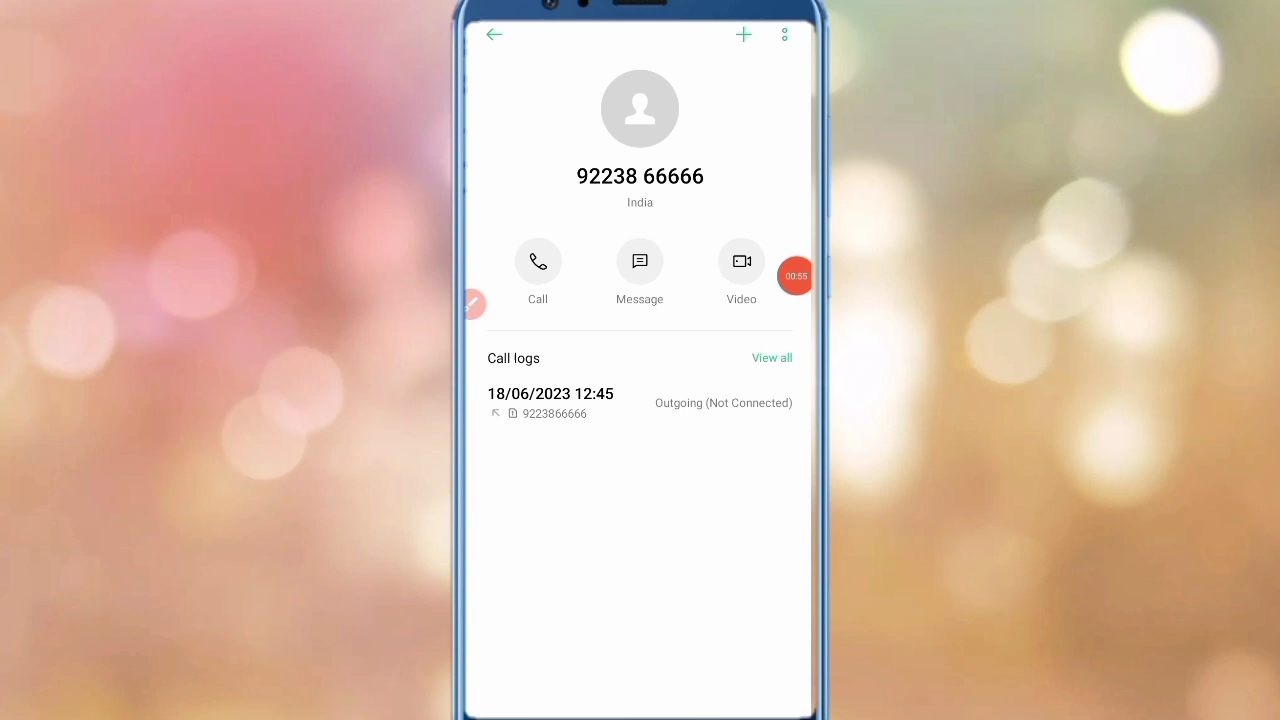 92238 66666
India
Call
Message
Video
00:55
Call logs
View all
18/06/2023 12:45
Outgoing (Not Connected)
9223866666